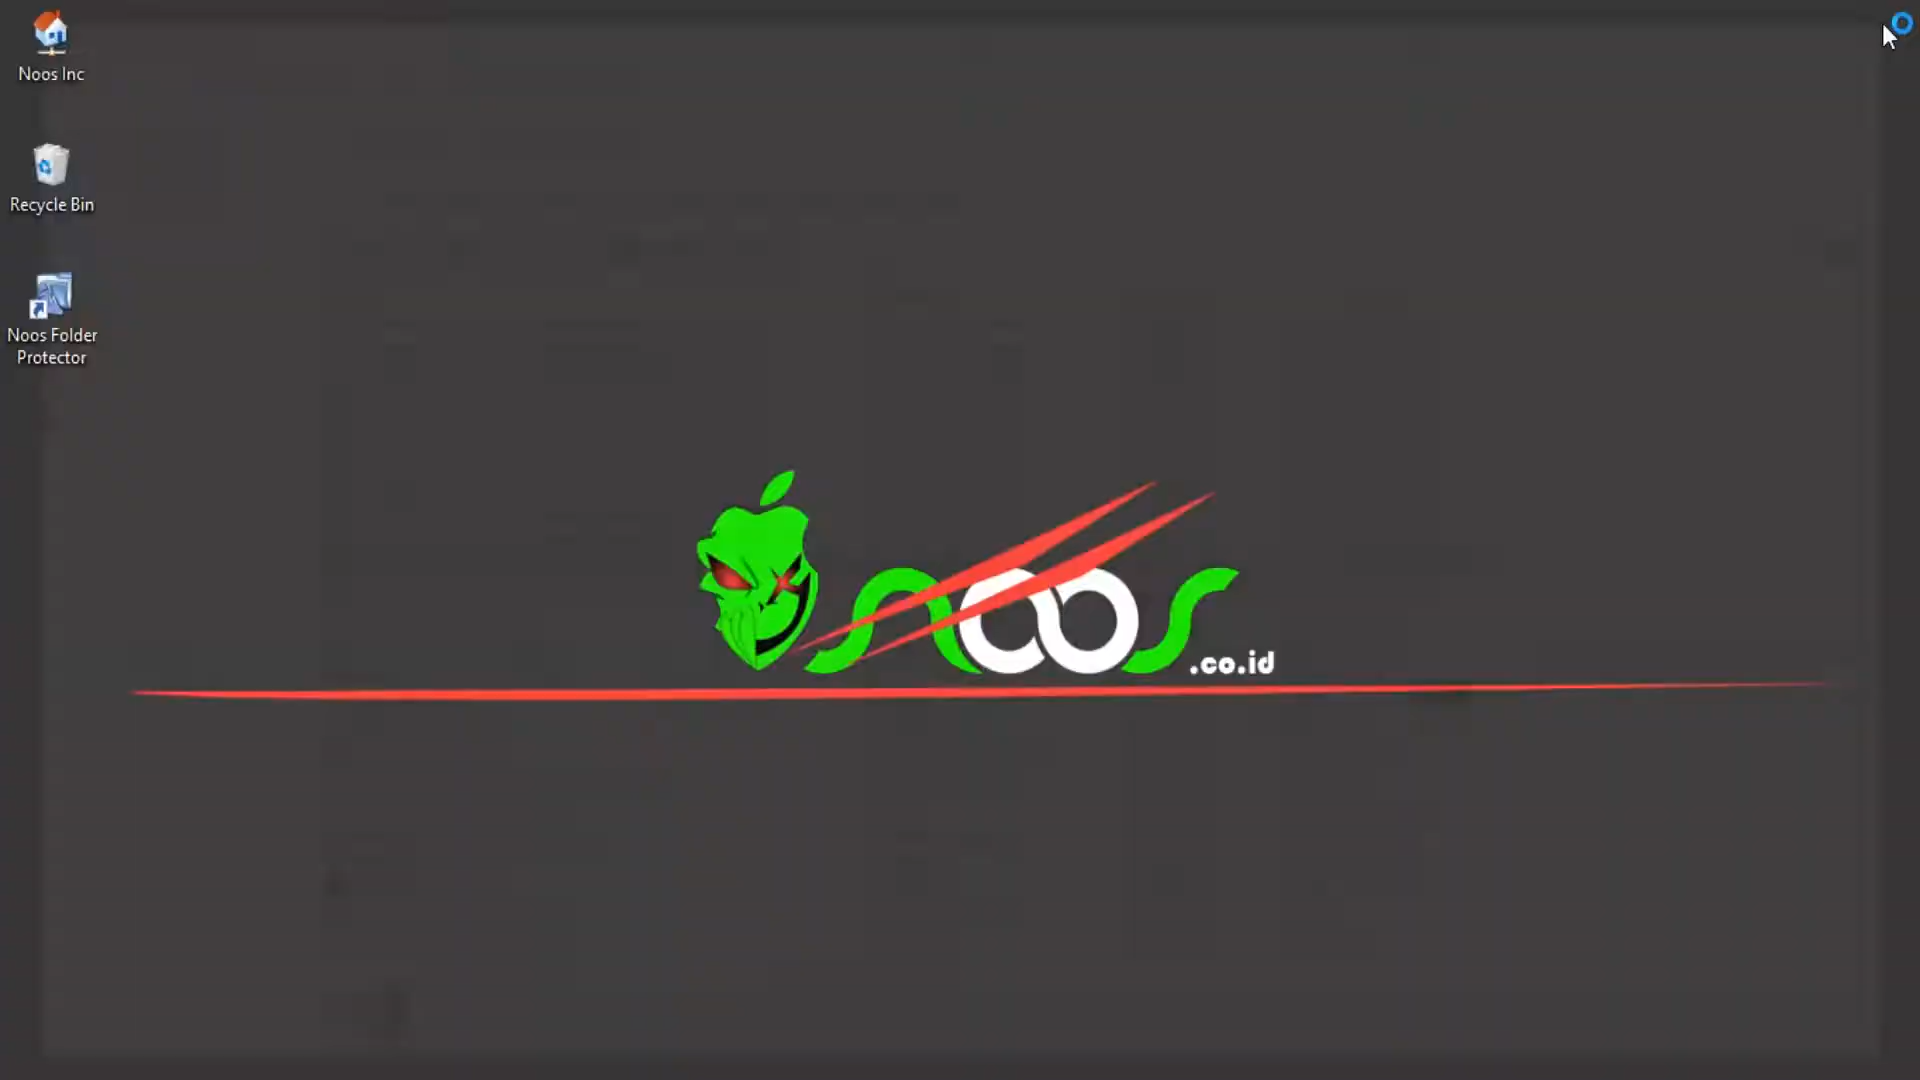 Noos Inc
Recycle Bin
Noos Folder
Protector
noos
.co.id